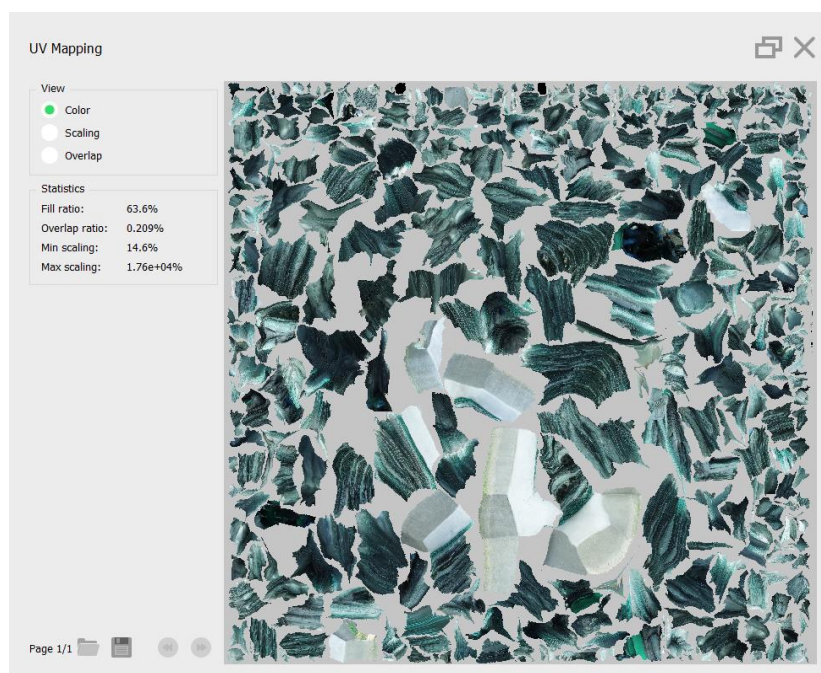 UV Mapping
View
Color
Scaling
Overlap
Statistics
Fill ratio: 63.6%
Overlap ratio: 0.209%
Min scaling: 14.6%
Max scaling: 1.76e+04%
Page 1/1